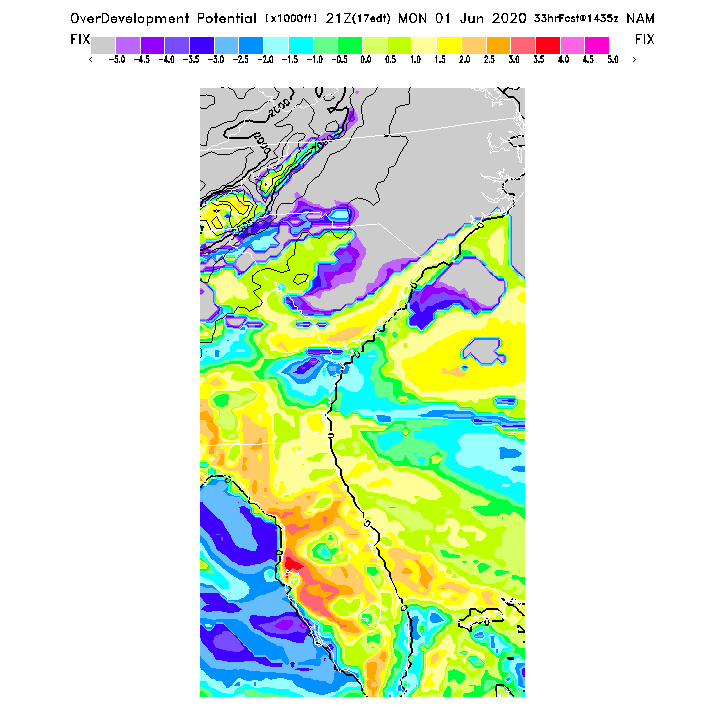 OverDevelopment Potential [x1000ft] 21Z(17edt) MON 01 Jun 2020 33hrFcst@1435z NAM
FIX FIX
< -5.0 -4.5 -4.0 -3.5 -3.0 -2.5 -2.0 -1.5 -1.0 -0.5 0.0 0.5 1.0 1.5 2.0 2.5 3.0 3.5 4.0 4.5 5.0 >
2000
2000